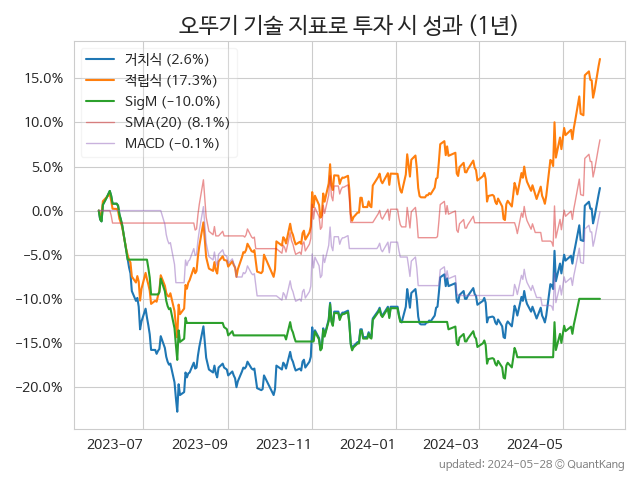 오뚜기 기술 지표로 투자 시 성과 (1년)
거치식 (2.6%)
적립식 (17.3%)
SigM (−10.0%)
SMA(20) (8.1%)
MACD (−0.1%)
15.0%
10.0%
5.0%
0.0%
−5.0%
−10.0%
−15.0%
−20.0%
2023−07 2023−09 2023−11 2024−01 2024−03 2024−05
updated: 2024−05−28 © QuantKang